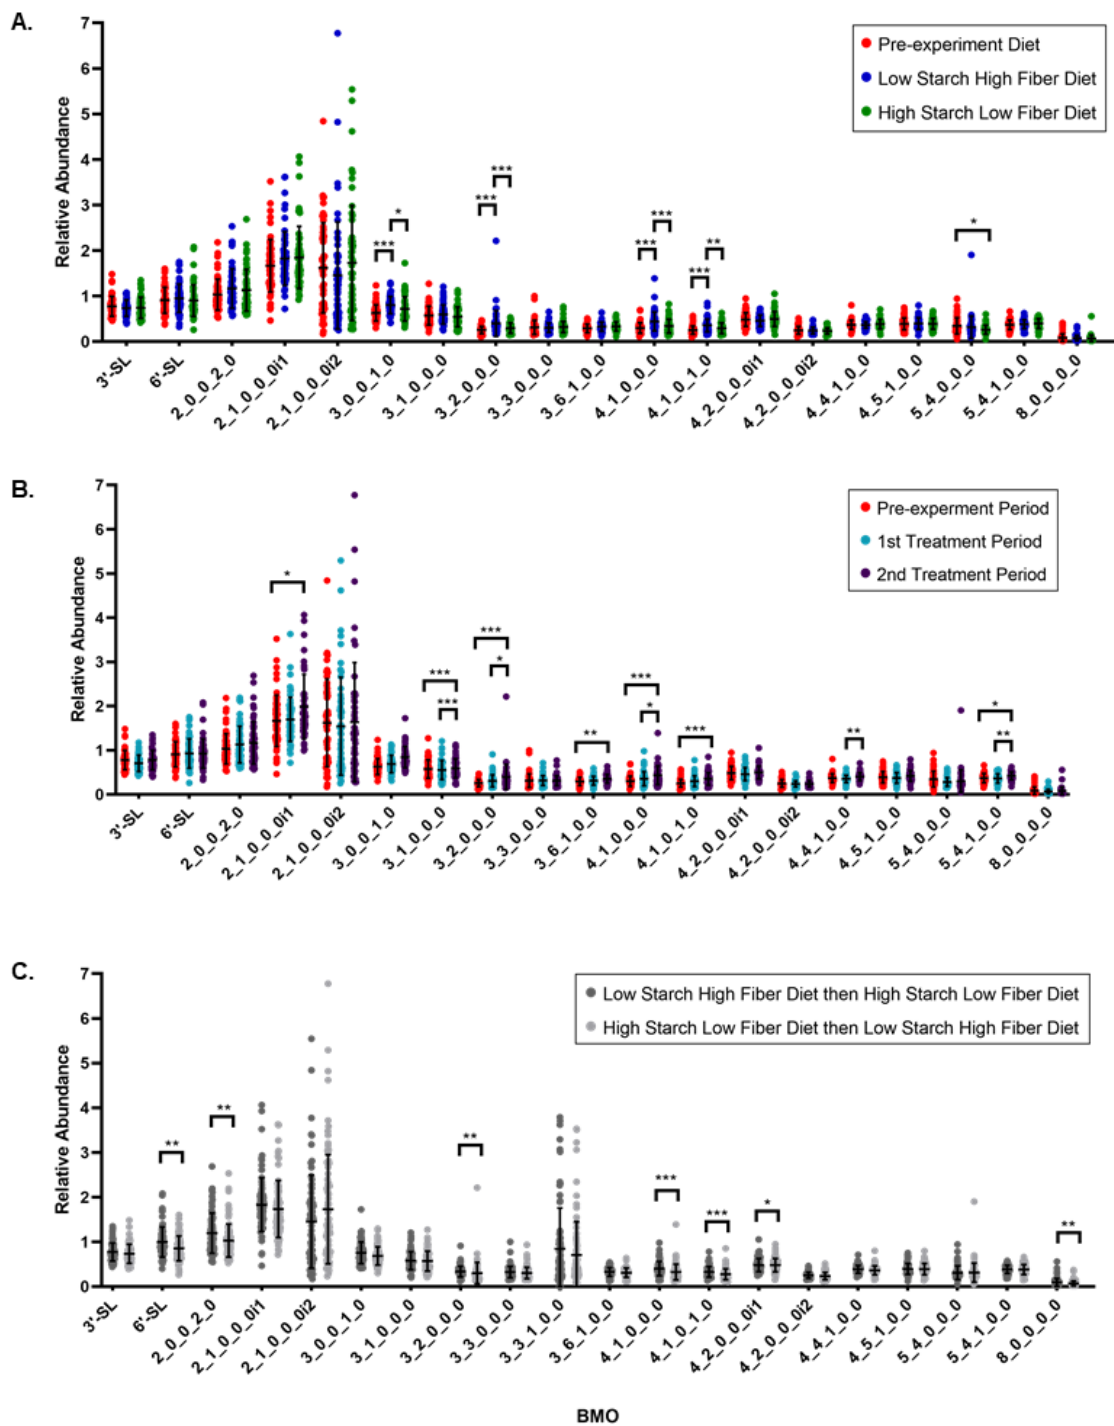 A.
7
6
5
4
3
2
1
0
Relative Abundance
Pre-experiment Diet
Low Starch High Fiber Diet
High Starch Low Fiber Diet
***
*
***
***
***
***
***
**
*
3'-SL
6'-SL
2_0_0_2_0
2_1_0_0_0i1
2_1_0_0_0i2
3_0_0_1_0
3_1_0_0_0
3_2_0_0_0
3_3_0_0_0
3_6_1_0_0
4_1_0_0_0
4_1_0_1_0
4_2_0_0_0i1
4_2_0_0_0i2
4_4_1_0_0
4_5_1_0_0
5_4_0_0_0
5_4_1_0_0
8_0_0_0_0
B.
7
6
5
4
3
2
1
0
Relative Abundance
Pre-experment Period
1st Treatment Period
2nd Treatment Period
*
***
***
***
*
**
***
*
***
**
*
**
3'-SL
6'-SL
2_0_0_2_0
2_1_0_0_0i1
2_1_0_0_0i2
3_0_0_1_0
3_1_0_0_0
3_2_0_0_0
3_3_0_0_0
3_6_1_0_0
4_1_0_0_0
4_1_0_1_0
4_2_0_0_0i1
4_2_0_0_0i2
4_4_1_0_0
4_5_1_0_0
5_4_0_0_0
5_4_1_0_0
8_0_0_0_0
C.
7
6
5
4
3
2
1
0
Relative Abundance
Low Starch High Fiber Diet then High Starch Low Fiber Diet
High Starch Low Fiber Diet then Low Starch High Fiber Diet
**
**
**
***
***
*
**
3'-SL
6'-SL
2_0_0_2_0
2_1_0_0_0i1
2_1_0_0_0i2
3_0_0_1_0
3_1_0_0_0
3_2_0_0_0
3_3_0_0_0
3_3_1_0_0
3_6_1_0_0
4_1_0_0_0
4_1_0_1_0
4_2_0_0_0i1
4_2_0_0_0i2
4_4_1_0_0
4_5_1_0_0
5_4_0_0_0
5_4_1_0_0
8_0_0_0_0
BMO